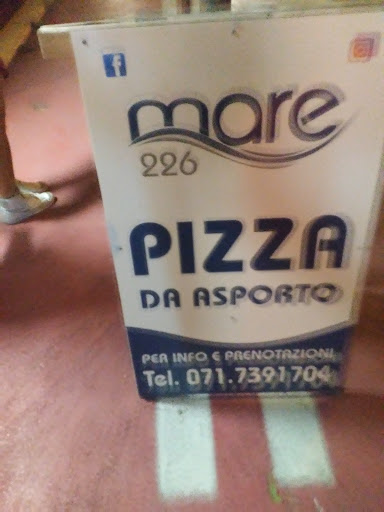 f
mare
226
PIZZA
DA ASPORTO
PER INFO E PRENOTAZIONI
Tel. 071.7391704